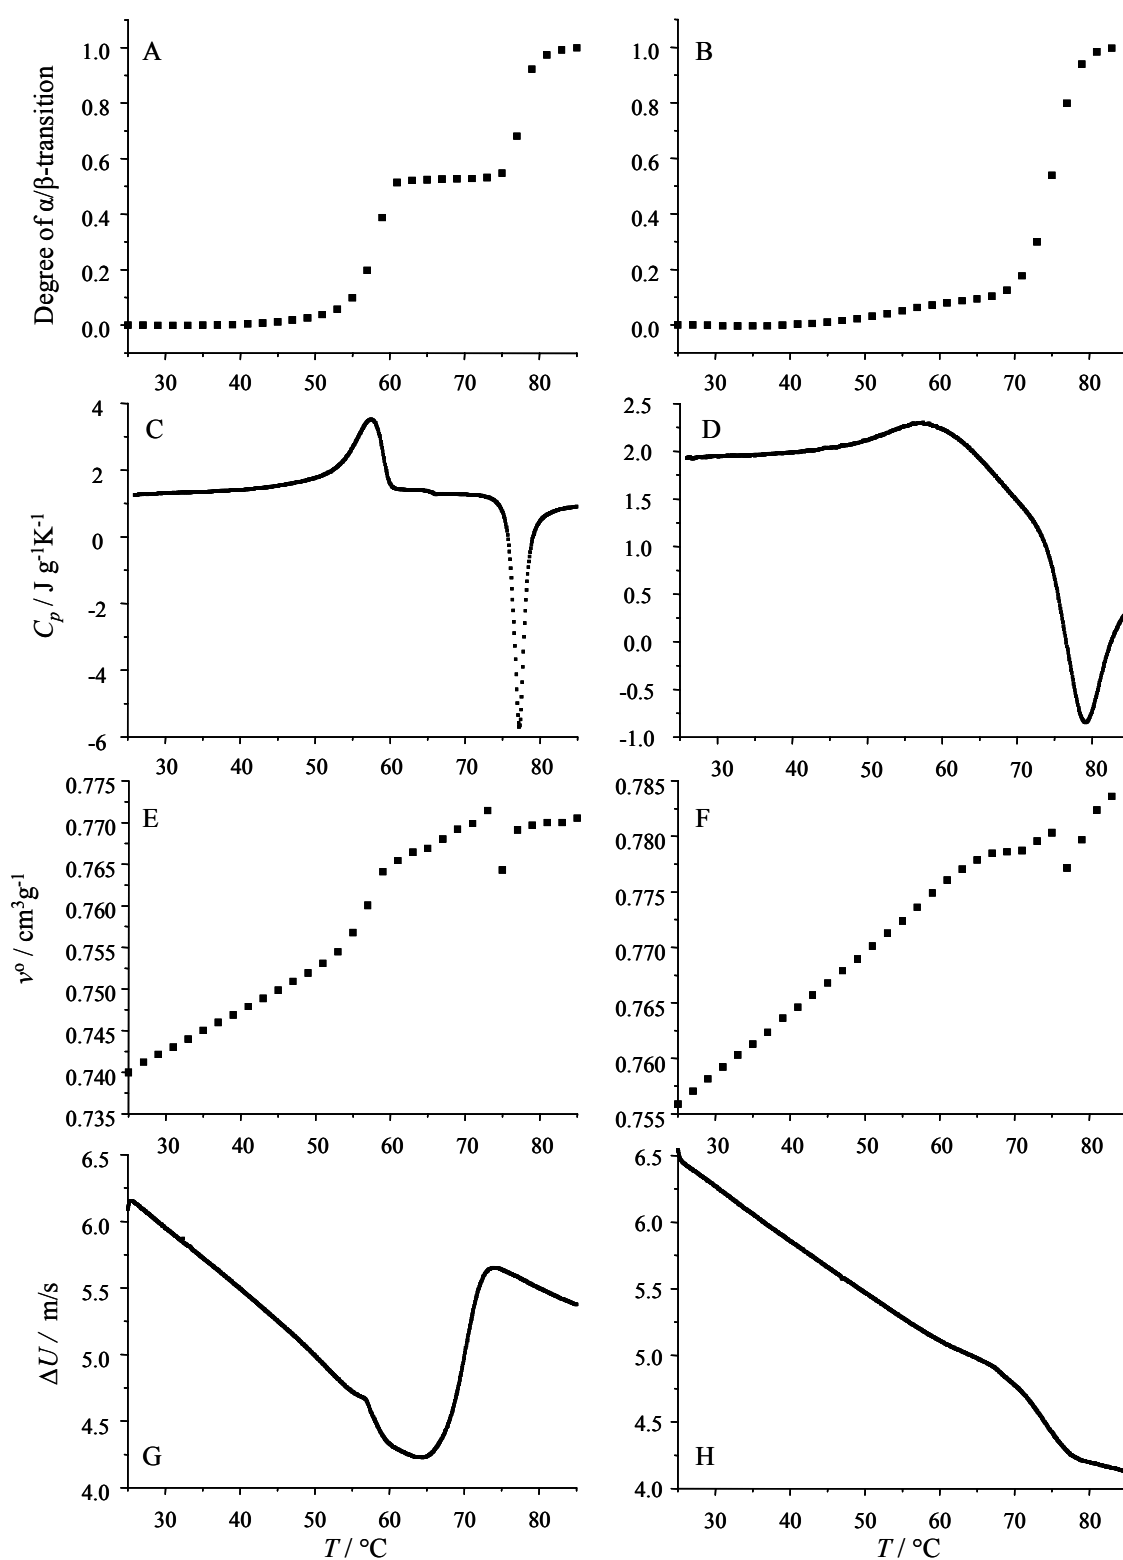 A
B
1.0
0.8
0.6
0.4
0.2
0.0
Degree of α/β-transition
1.0
0.8
0.6
0.4
0.2
0.0
30 40 50 60 70 80
30 40 50 60 70 80
C
D
4
2
0
-2
-4
-6
Cp / J g-1K-1
2.5
2.0
1.5
1.0
0.5
0.0
-0.5
-1.0
30 40 50 60 70 80
30 40 50 60 70 80
E
F
0.775
0.770
0.765
0.760
0.755
0.750
0.745
0.740
0.735
vo / cm3g-1
0.785
0.780
0.775
0.770
0.765
0.760
0.755
30 40 50 60 70 80
30 40 50 60 70 80
6.5
6.0
5.5
5.0
4.5
4.0
ΔU / m/s
6.5
6.0
5.5
5.0
4.5
4.0
G
H
30 40 50 60 70 80
30 40 50 60 70 80
T / °C
T / °C